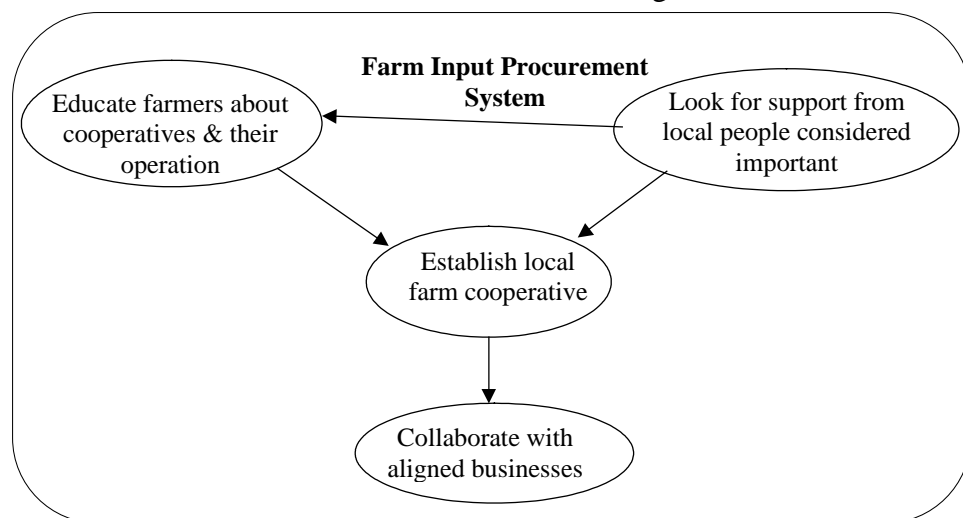 Farm Input Procurement
System
Educate farmers about
cooperatives & their
operation
Look for support from
local people considered
important
Establish local
farm cooperative
Collaborate with
aligned businesses